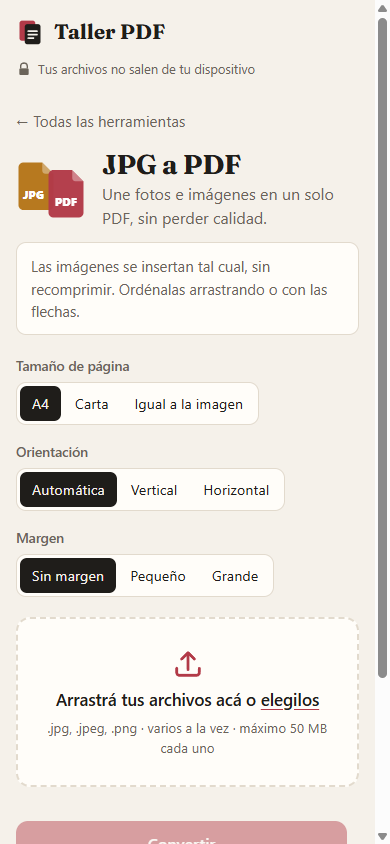 Taller PDF
Tus archivos no salen de tu dispositivo
← Todas las herramientas
JPG
PDF
JPG a PDF
Une fotos e imágenes en un solo
PDF, sin perder calidad.
Las imágenes se insertan tal cual, sin
recomprimir. Ordénalas arrastrando o con las
flechas.
Tamaño de página
A4 Carta Igual a la imagen
Orientación
Automática Vertical Horizontal
Margen
Sin margen Pequeño Grande
Arrastrá tus archivos acá o elegilos
.jpg, .jpeg, .png · varios a la vez · máximo 50 MB
cada uno
Convertir